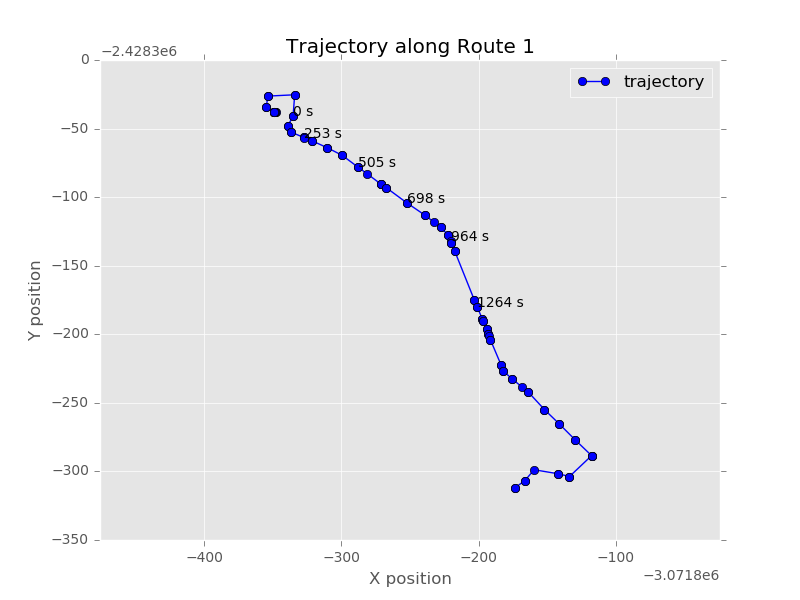 Trajectory along Route 1
−2.4283e6
0
−50
−100
−150
−200
−250
−300
−350
Y position
trajectory
0 s
253 s
505 s
698 s
964 s
1264 s
−400
−300
−200
−100
X position
−3.0718e6